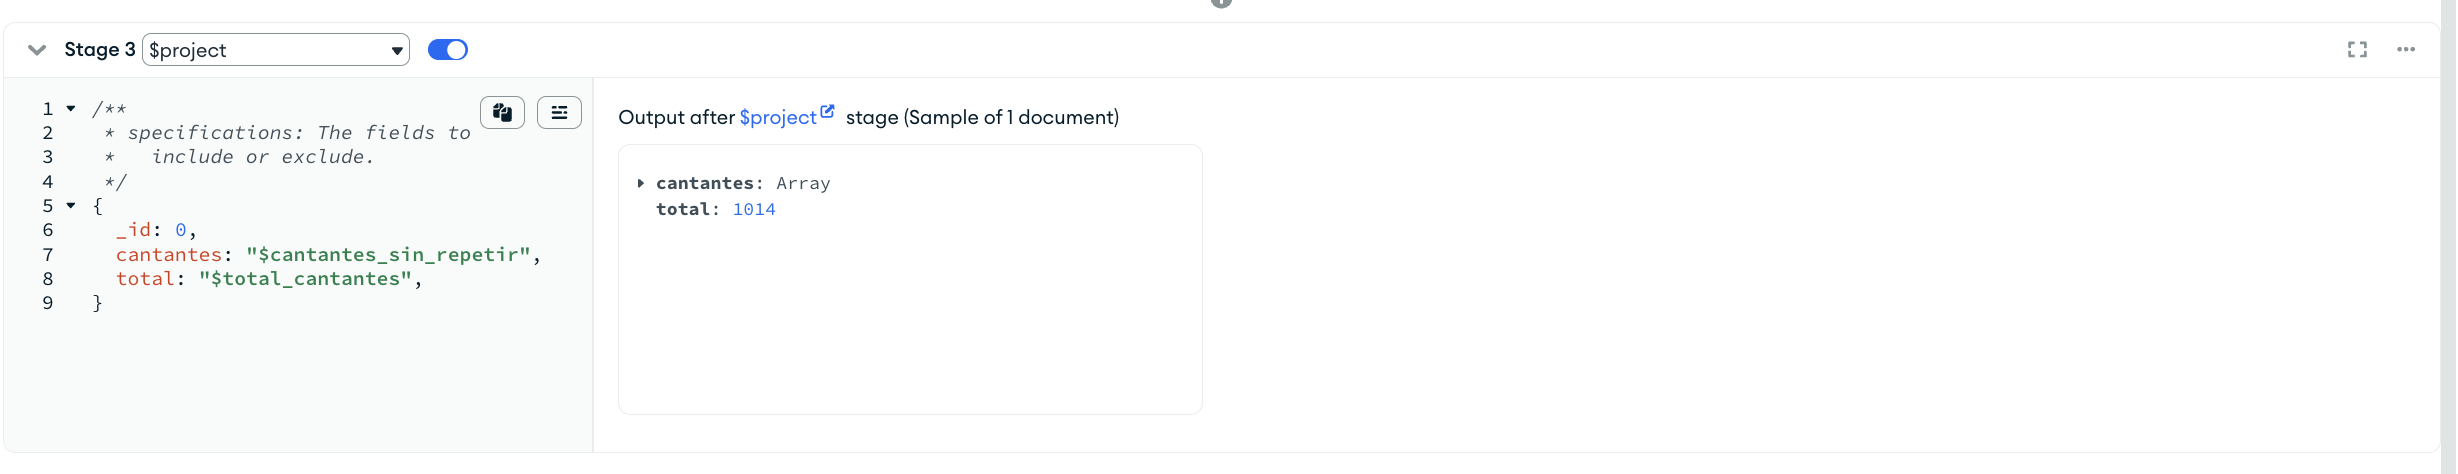 Stage 3 $project
1 /**
2  * specifications: The fields to
3  *   include or exclude.
4  */
5 {
6   _id: 0,
7   cantantes: "$cantantes_sin_repetir",
8   total: "$total_cantantes",
9 }
Output after $project stage (Sample of 1 document)
cantantes: Array
total: 1014